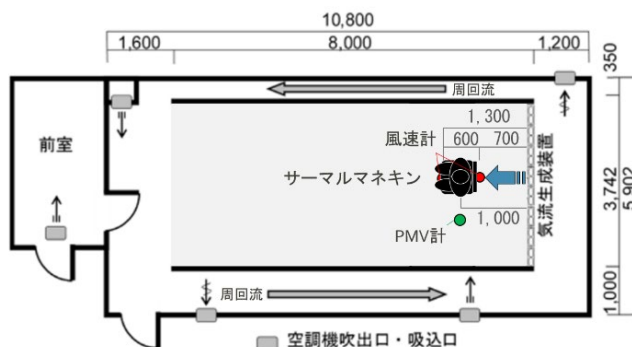 10,800
1,600
8,000
1,200
350
周回流
1,300
風速計
600
700
前室
サーマルマネキン
気流生成装置
3,742
5,902
1,000
PMV計
周回流
1,000
空調機吹出口・吸込口